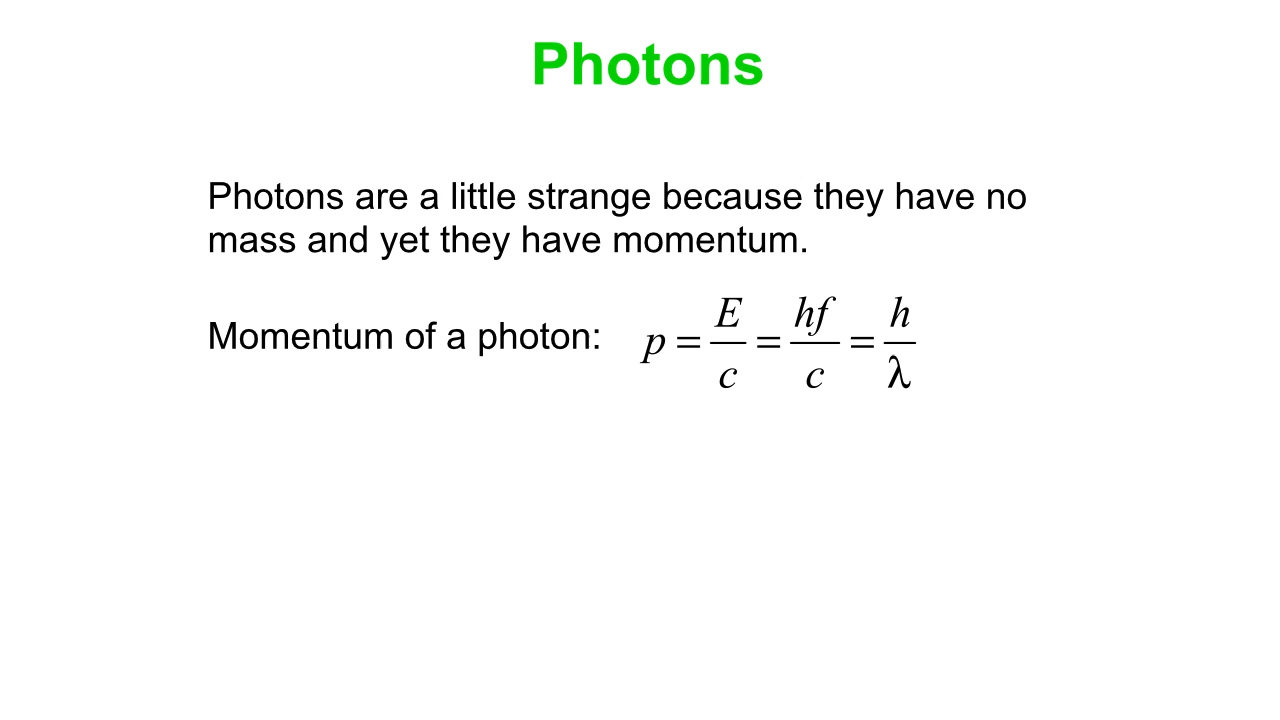 Photons
Photons are a little strange because they have no
mass and yet they have momentum.
Momentum of a photon: p = E/c = hf/c = h/λ